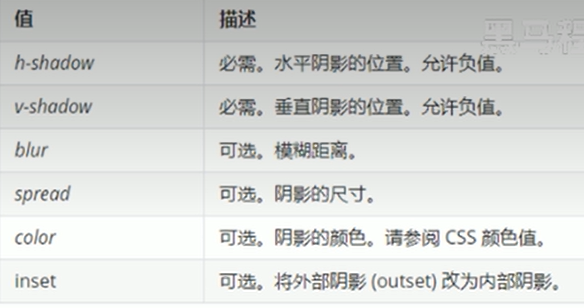 值 描述
h-shadow 必需。水平阴影的位置。允许负值。
v-shadow 必需。垂直阴影的位置。允许负值。
blur 可选。模糊距离。
spread 可选。阴影的尺寸。
color 可选。阴影的颜色。请参阅 CSS 颜色值。
inset 可选。将外部阴影 (outset) 改为内部阴影。
黑马程